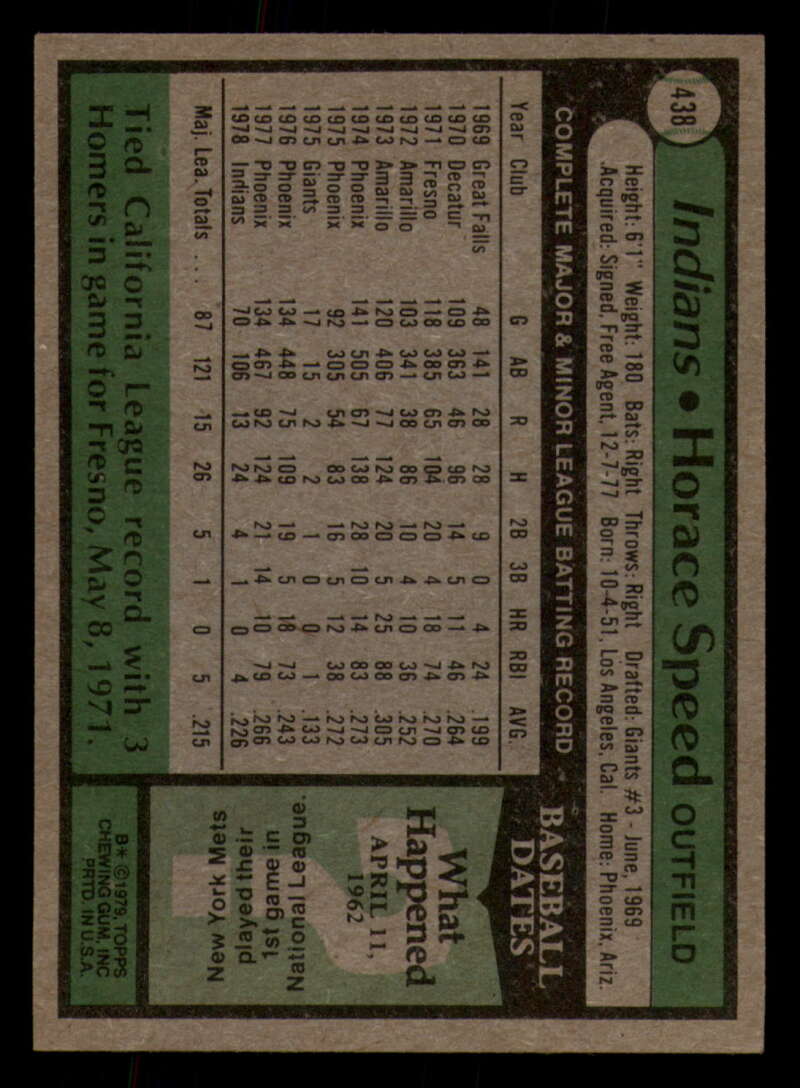 438
Indians • Horace Speed OUTFIELD
Height: 6'1" Weight: 180 Bats: Right Throws: Right Drafted: Giants #3 - June, 1969
Acquired: Signed, Free Agent, 12-7-77 Born: 10-4-51, Los Angeles, Cal. Home: Phoenix, Ariz.
COMPLETE MAJOR & MINOR LEAGUE BATTING RECORD
Year Club G AB R H 2B 3B HR RBI AVG.
1969 Great Falls 48 141 28 28 9 0 4 24 .199
1970 Decatur 109 363 46 96 14 5 11 46 .264
1971 Fresno 118 385 65 104 20 4 18 74 .270
1972 Amarillo 103 341 38 86 10 4 10 36 .252
1973 Amarillo 120 406 77 124 20 5 25 88 .305
1974 Phoenix 141 505 67 138 28 10 14 83 .273
1975 Phoenix 92 305 54 83 16 5 12 38 .272
1975 Giants 17 15 2 2 1 0 0 1 .133
1976 Phoenix 134 448 75 109 19 5 18 73 .243
1977 Phoenix 134 467 92 124 21 14 10 79 .266
1978 Indians 70 106 13 24 4 1 0 4 .226
Maj. Lea. Totals ... 87 121 15 26 5 1 0 5 .215
Tied California League record with 3
Homers in game for Fresno, May 8, 1971.
BASEBALL
DATES
What
Happened
APRIL 11,
1962
New York Mets
played their
1st game in
National League.
B* © 1979, TOPPS
CHEWING GUM, INC
PRTD. IN U.S.A.